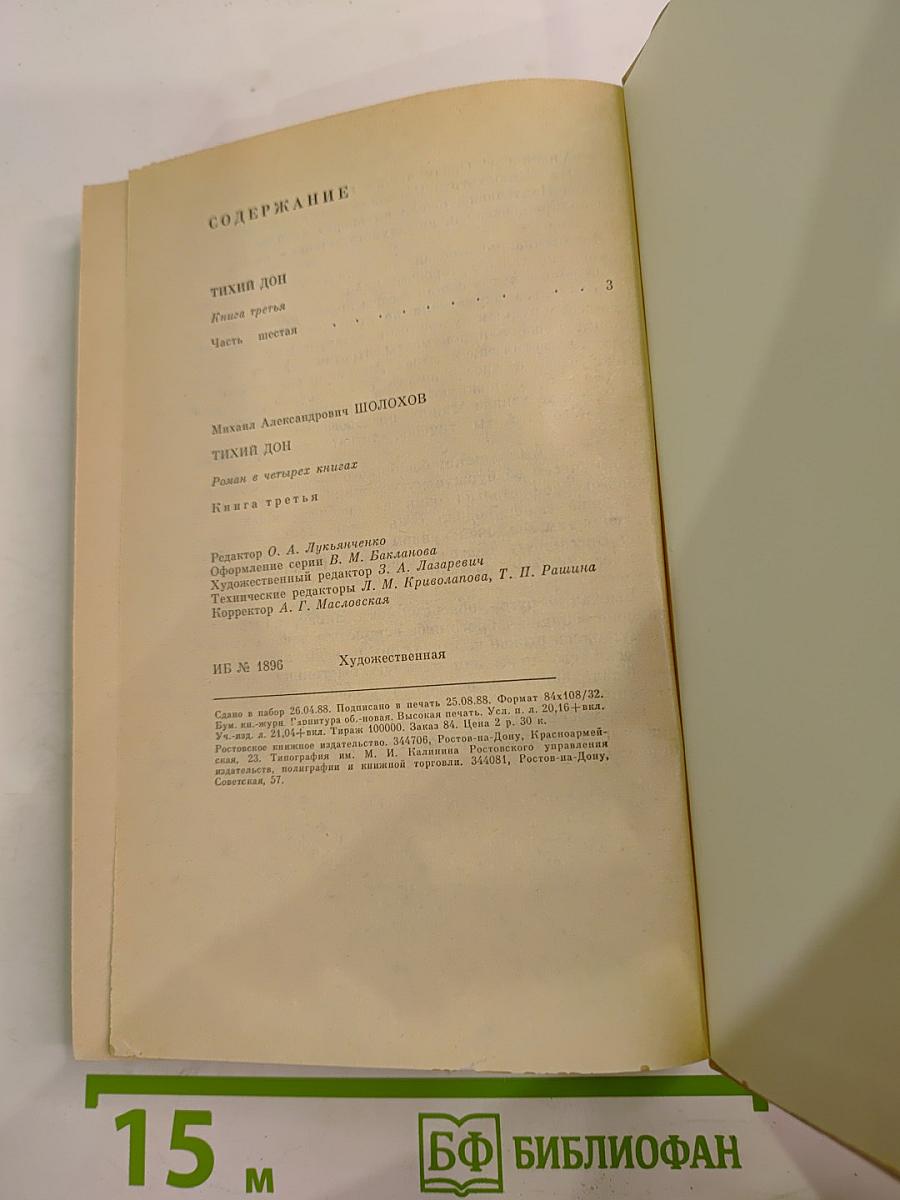 СОДЕРЖАНИЕ
ТИХИЙ ДОН
Книга третья
Часть шестая . . . . . . . . . . 3
Михаил Александрович ШОЛОХОВ
ТИХИЙ ДОН
Роман в четырех книгах
Книга третья
Редактор О. А. Лукьянченко
Оформление серии В. М. Бакланова
Художественный редактор З. А. Лазаревич
Технические редакторы Л. М. Криволапова, Т. П. Рашина
Корректор А. Г. Масловская
ИБ № 1896 Художественная
Сдано в набор 26.04.88. Подписано в печать 25.08.88. Формат 84х108/32.
Бум. кн.-журн. Гарнитура об.-новая. Высокая печать. Усл. п. л. 20,16+вкл.
Уч.-изд. л. 21,04+вкл. Тираж 100000. Заказ 84. Цена 2 р. 30 к.
Ростовское книжное издательство. 344706, Ростов-на-Дону, Красноармей-
ская, 23. Типография им. М. И. Калинина Ростовского управления
издательств, полиграфии и книжной торговли. 344081, Ростов-на-Дону,
Советская, 57.
15 м
БФ БИБЛИОФАН